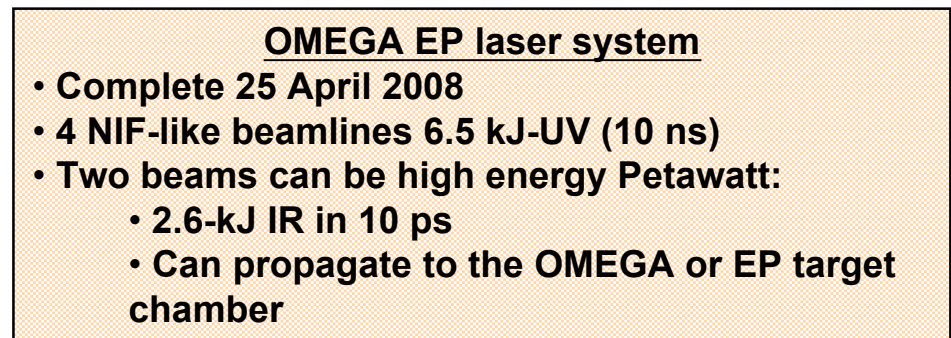 OMEGA EP laser system
• Complete 25 April 2008
• 4 NIF-like beamlines 6.5 kJ-UV (10 ns)
• Two beams can be high energy Petawatt:
• 2.6-kJ IR in 10 ps
• Can propagate to the OMEGA or EP target
chamber